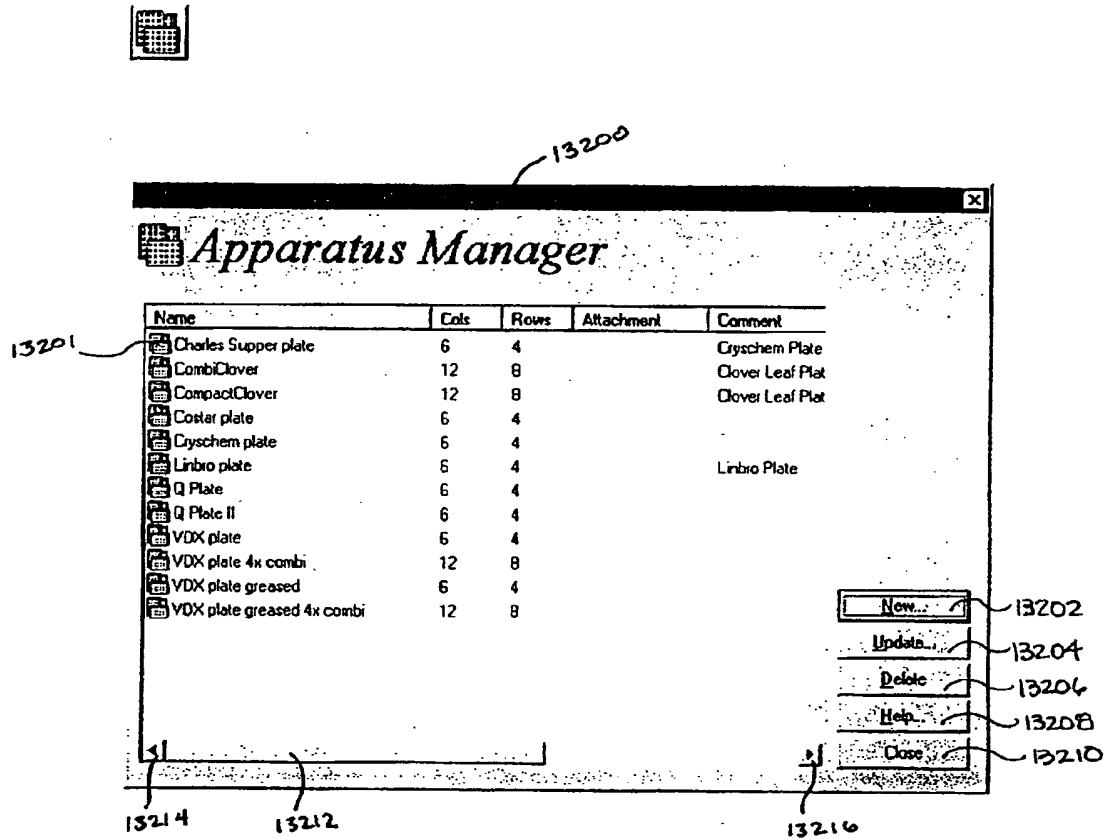 13200
Apparatus Manager
Name Cols Rows Attachment Comment
13201
Charles Supper plate 6 4 Cryschem Plate
CombiClover 12 8 Clover Leaf Plat
CompactClover 12 8 Clover Leaf Plat
Costar plate 6 4
Cryschem plate 6 4
Linbro plate 6 4 Linbro Plate
Q Plate 6 4
Q Plate II 6 4
VDX plate 6 4
VDX plate 4x combi 12 8
VDX plate greased 6 4
VDX plate greased 4x combi 12 8
New... 13202
Update... 13204
Delete 13206
Help... 13208
Close 13210
13214 13212 13216